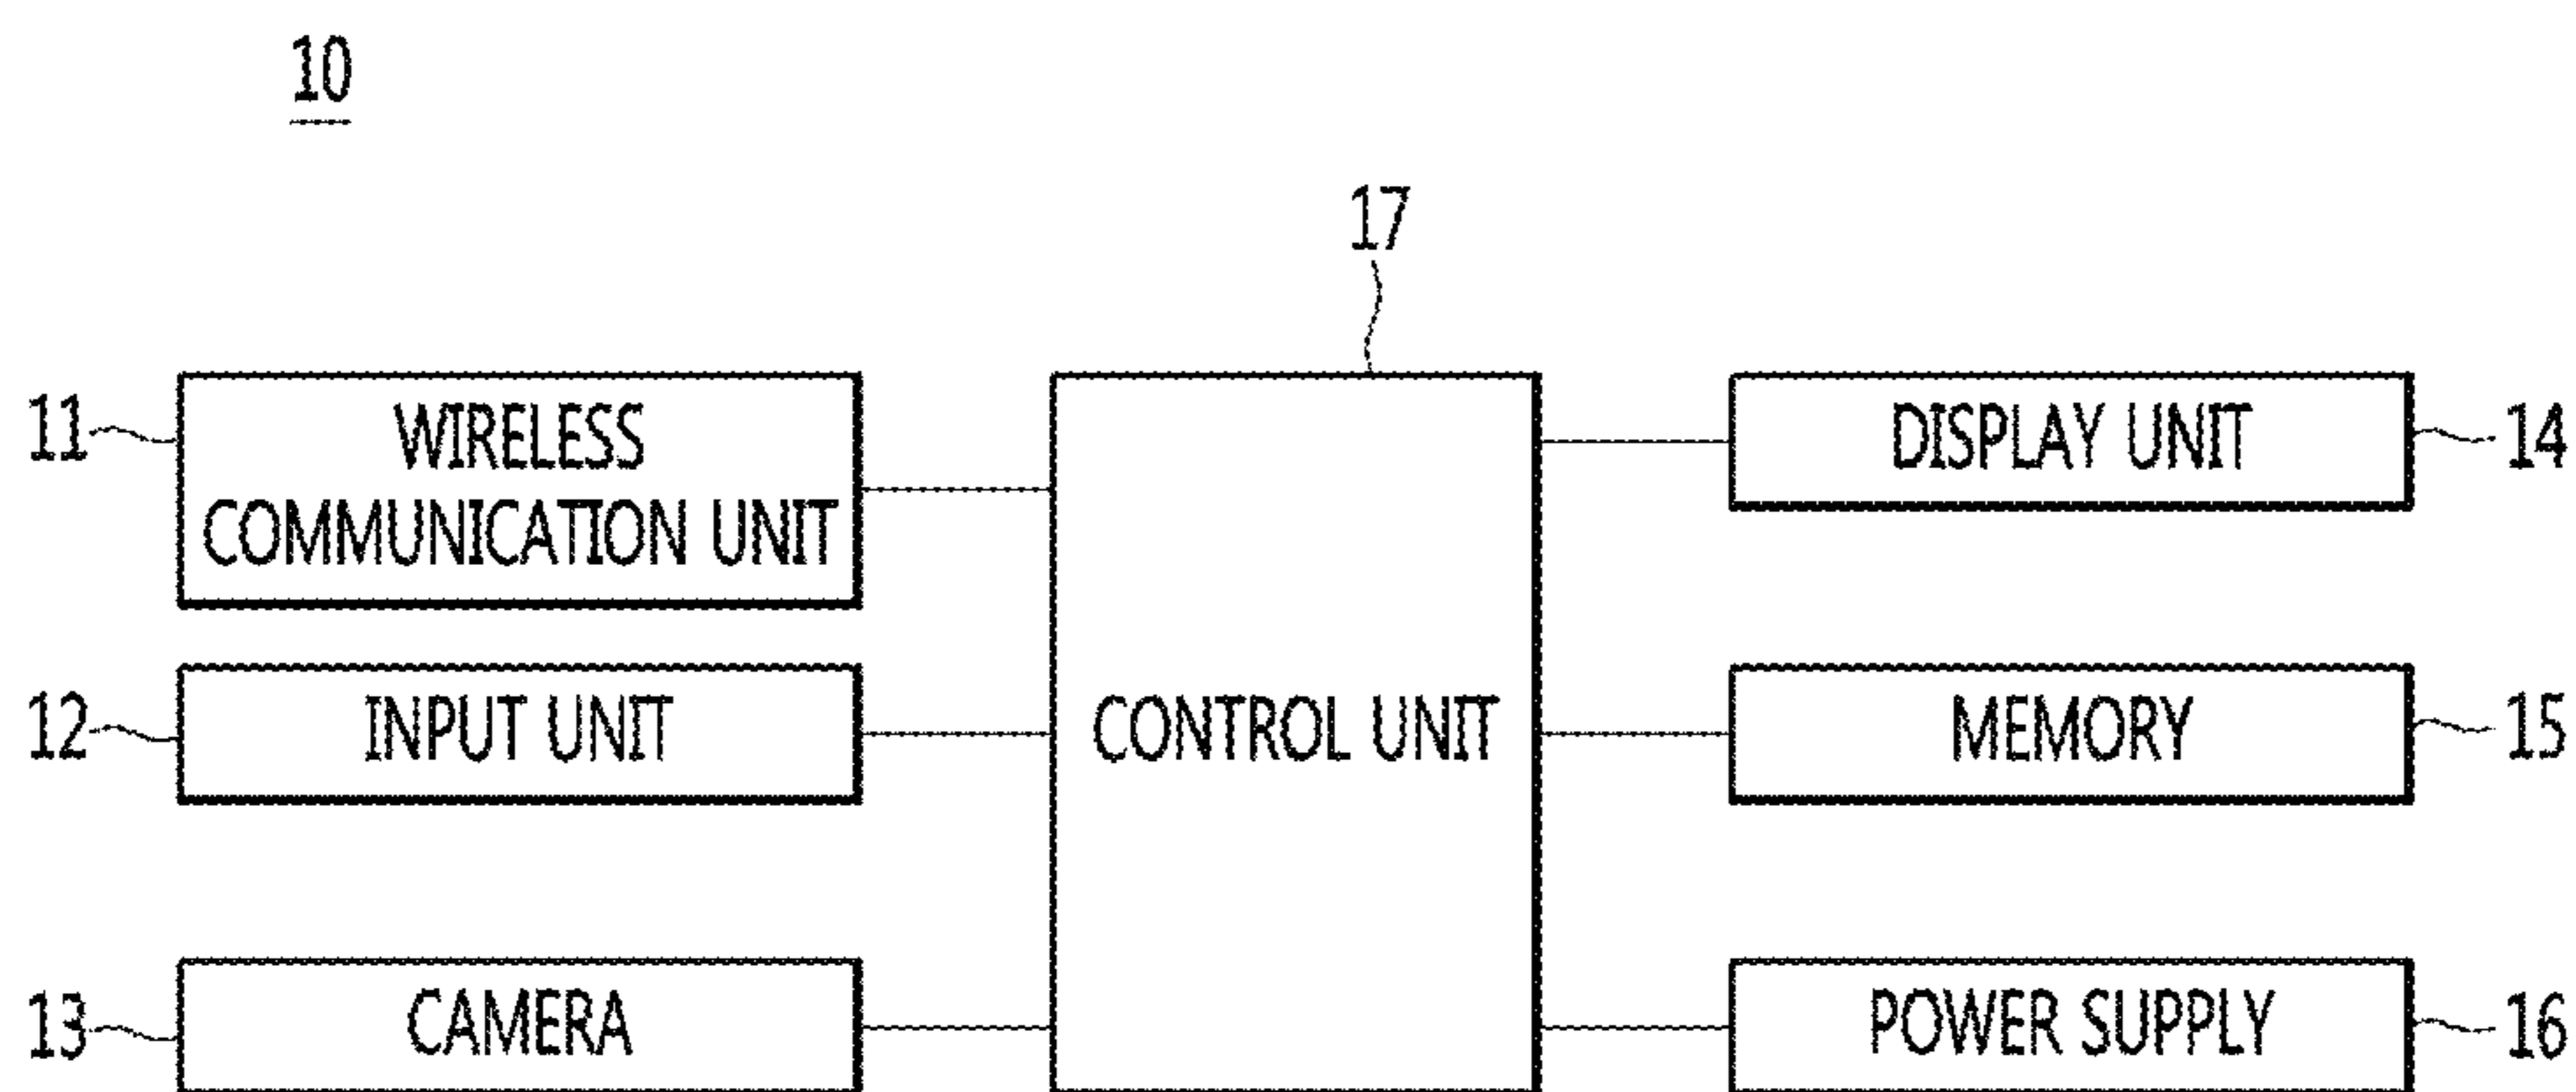 10
17
11
WIRELESS
COMMUNICATION UNIT
DISPLAY UNIT
14
12
INPUT UNIT
CONTROL UNIT
MEMORY
15
13
CAMERA
POWER SUPPLY
16